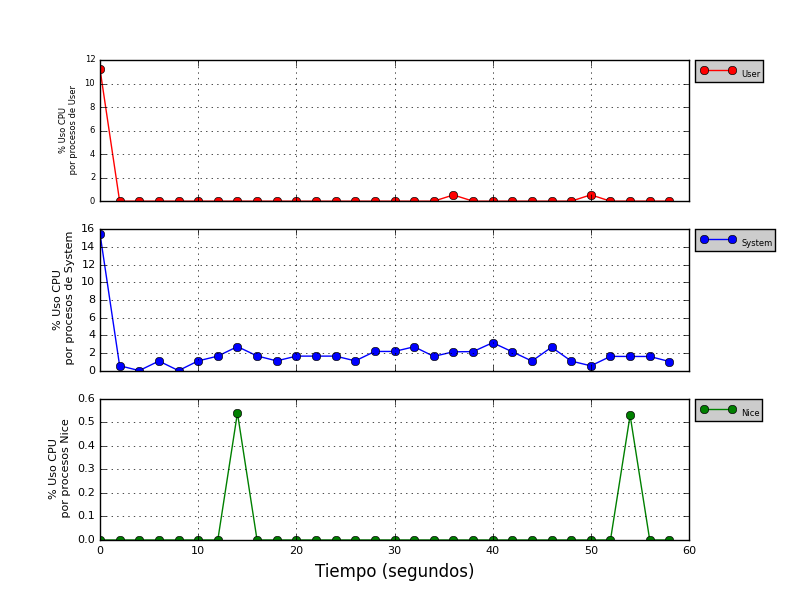 12
10
8
6
4
2
0
% Uso CPU
por procesos de User
User
16
14
12
10
8
6
4
2
0
% Uso CPU
por procesos de System
System
0.6
0.5
0.4
0.3
0.2
0.1
0.0
% Uso CPU
por procesos Nice
Nice
0 10 20 30 40 50 60
Tiempo (segundos)